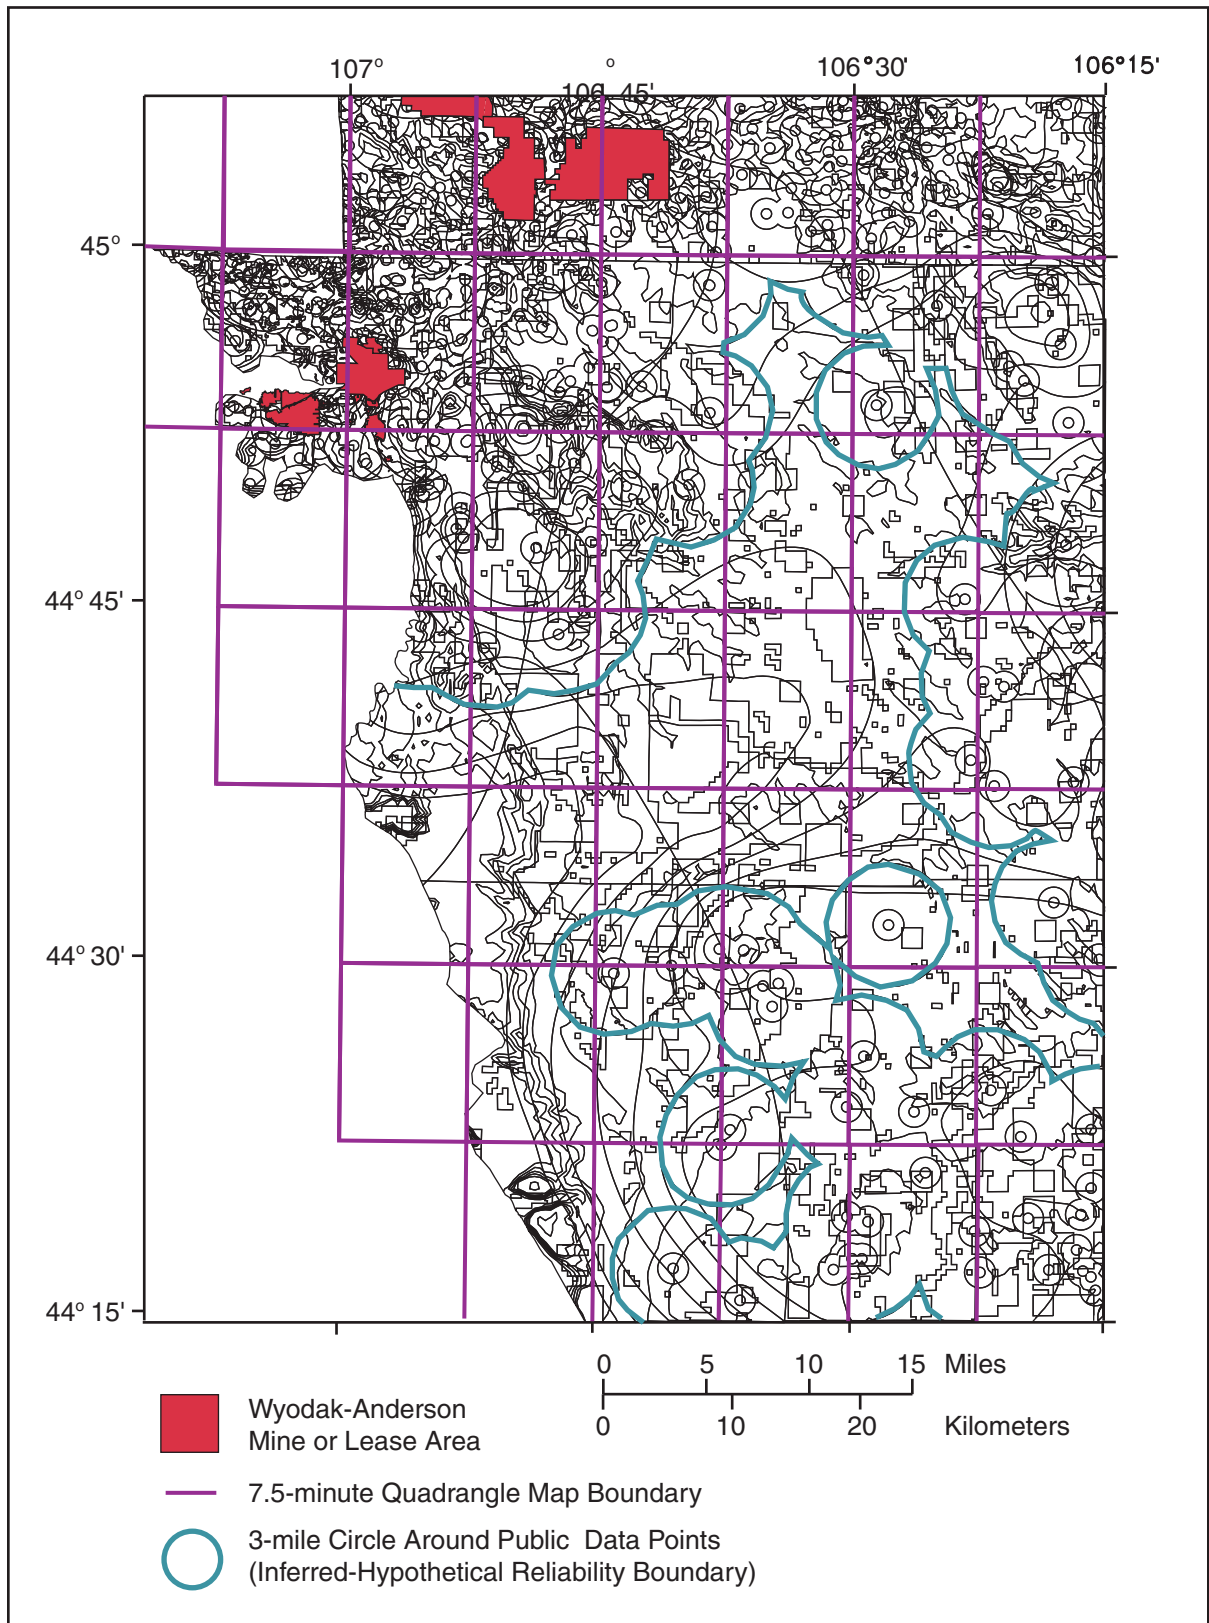 107°
106° 45'
106°30'
106°15'
45°
44° 45'
44° 30'
44° 15'
0 5 10 15 Miles
0 10 20 Kilometers
Wyodak-Anderson
Mine or Lease Area
7.5-minute Quadrangle Map Boundary
3-mile Circle Around Public Data Points
(Inferred-Hypothetical Reliability Boundary)